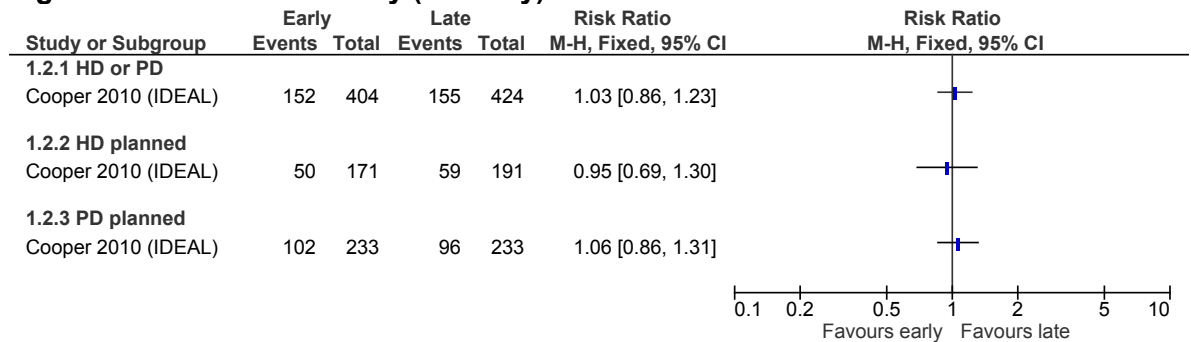 Early Late Risk Ratio Risk Ratio
Study or Subgroup Events Total Events Total M-H, Fixed, 95% CI M-H, Fixed, 95% CI
1.2.1 HD or PD
Cooper 2010 (IDEAL) 152 404 155 424 1.03 [0.86, 1.23]
1.2.2 HD planned
Cooper 2010 (IDEAL) 50 171 59 191 0.95 [0.69, 1.30]
1.2.3 PD planned
Cooper 2010 (IDEAL) 102 233 96 233 1.06 [0.86, 1.31]
0.1 0.2 0.5 1 2 5 10
Favours early Favours late